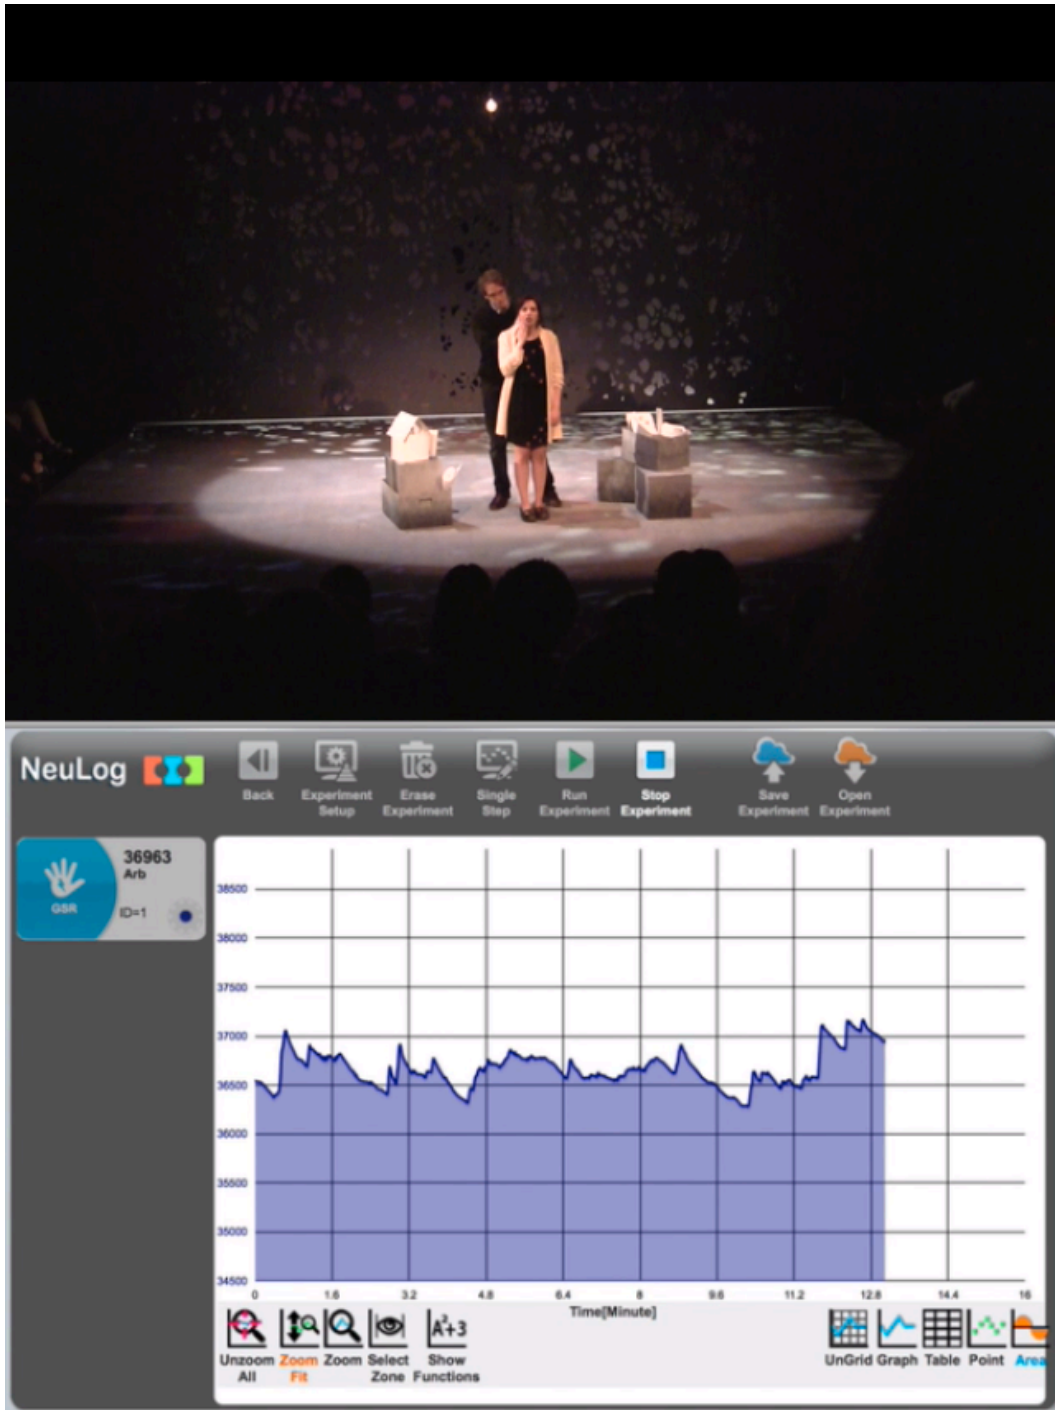 NeuLog
Back
Experiment
Setup
Erase
Experiment
Single
Step
Run
Experiment
Stop
Experiment
Save
Experiment
Open
Experiment
36963
Arb
GSR
ID=1
38500
38000
37500
37000
36500
36000
35500
35000
34500
0 1.6 3.2 4.8 6.4 8 9.6 11.2 12.8 14.4 16
Time[Minute]
A²+3
Unzoom
All
Zoom
Fit
Zoom
Select
Zone
Show
Functions
UnGrid
Graph
Table
Point
Area